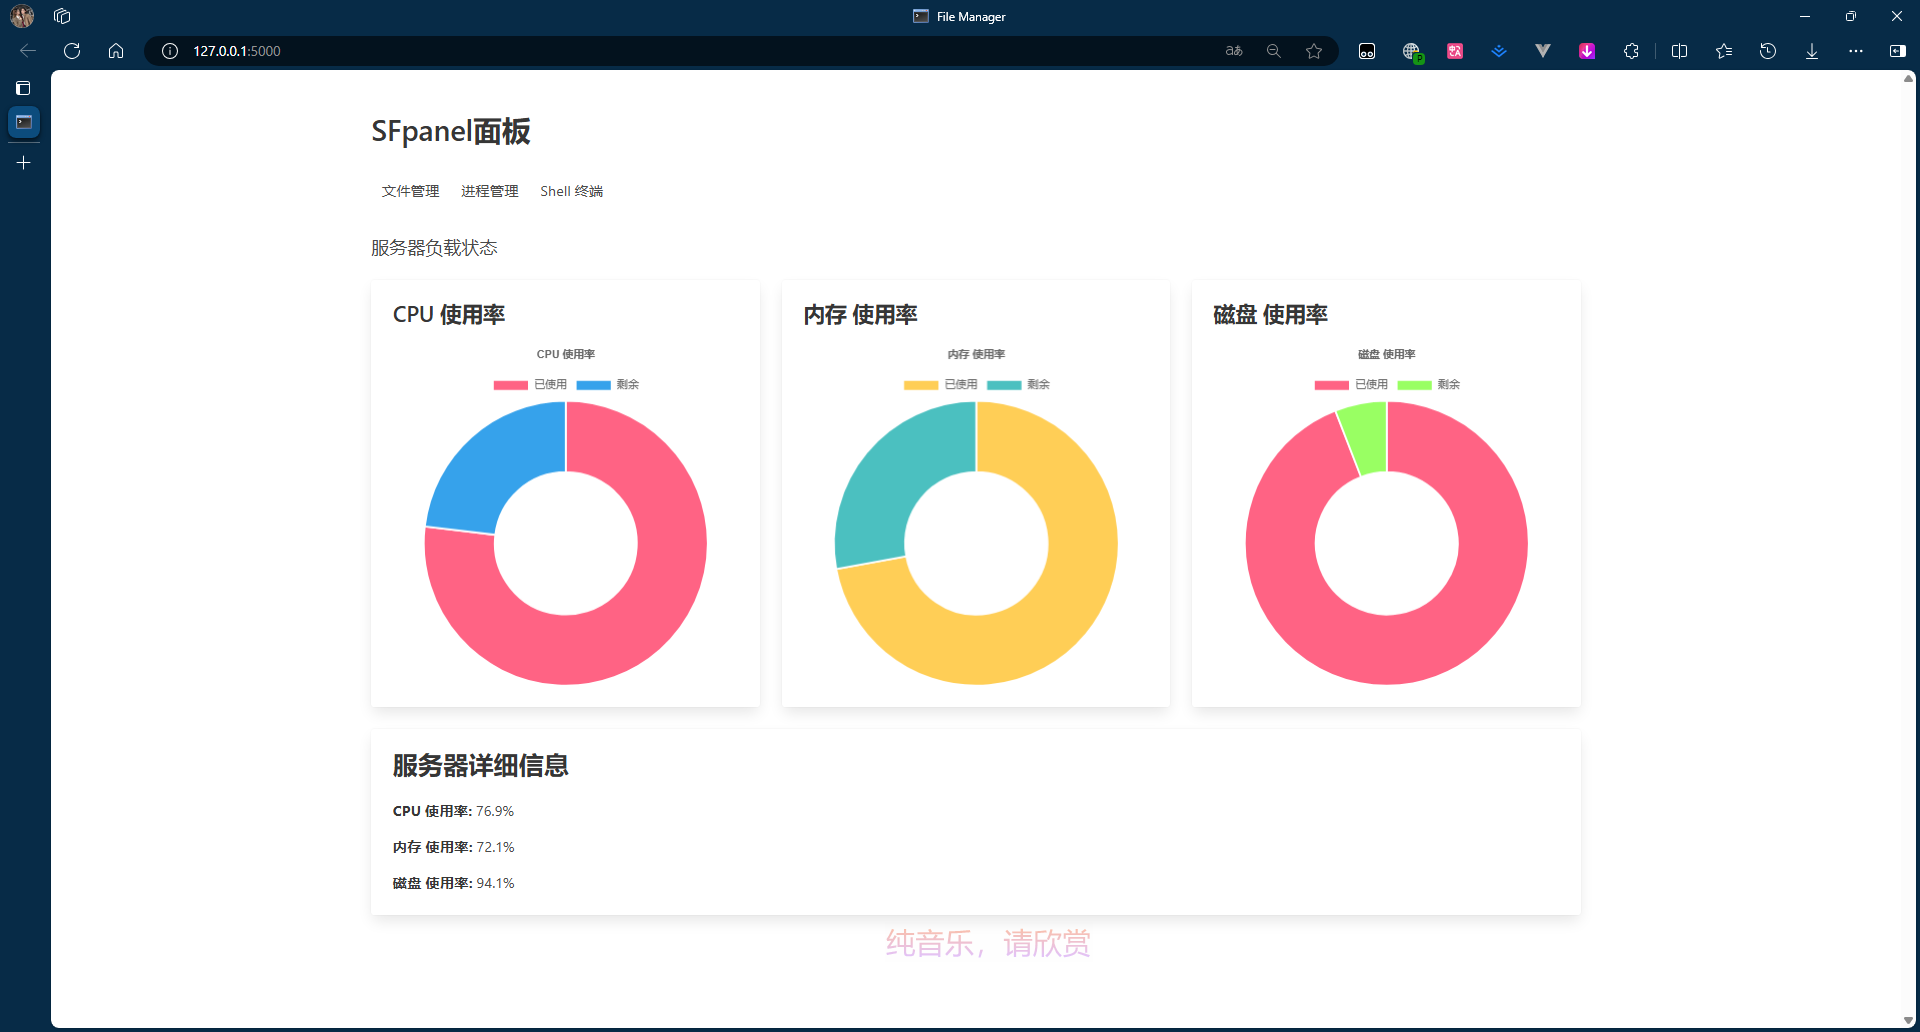 File Manager
127.0.0.1:5000
SFpanel面板
文件管理 进程管理 Shell 终端
服务器负载状态
CPU 使用率
CPU 使用率
已使用 剩余
内存 使用率
内存 使用率
已使用 剩余
磁盘 使用率
磁盘 使用率
已使用 剩余
服务器详细信息
CPU 使用率: 76.9%
内存 使用率: 72.1%
磁盘 使用率: 94.1%
纯音乐，请欣赏